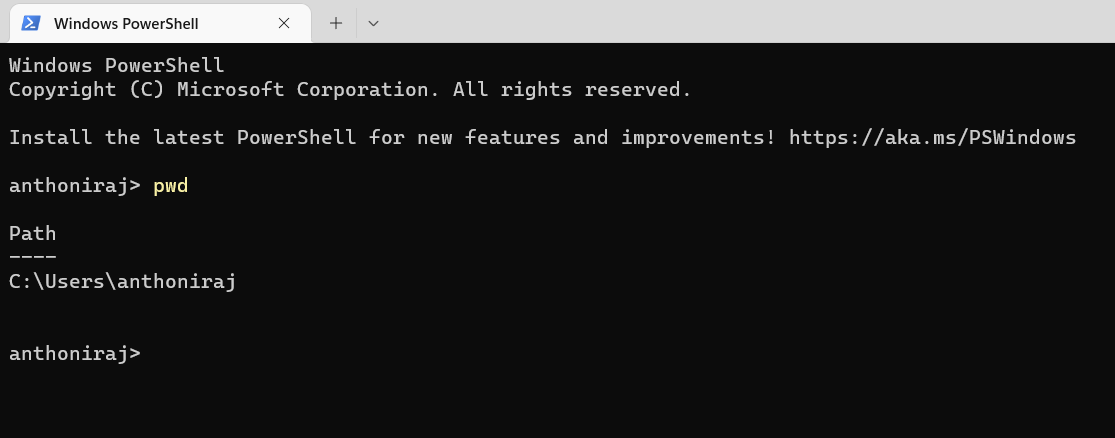 Windows PowerShell
Windows PowerShell
Copyright (C) Microsoft Corporation. All rights reserved.
Install the latest PowerShell for new features and improvements! https://aka.ms/PSWindows
anthoniraj> pwd
Path
----
C:\Users\anthoniraj
anthoniraj>